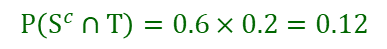 P(Sᶜ ∩ T) = 0.6 × 0.2 = 0.12